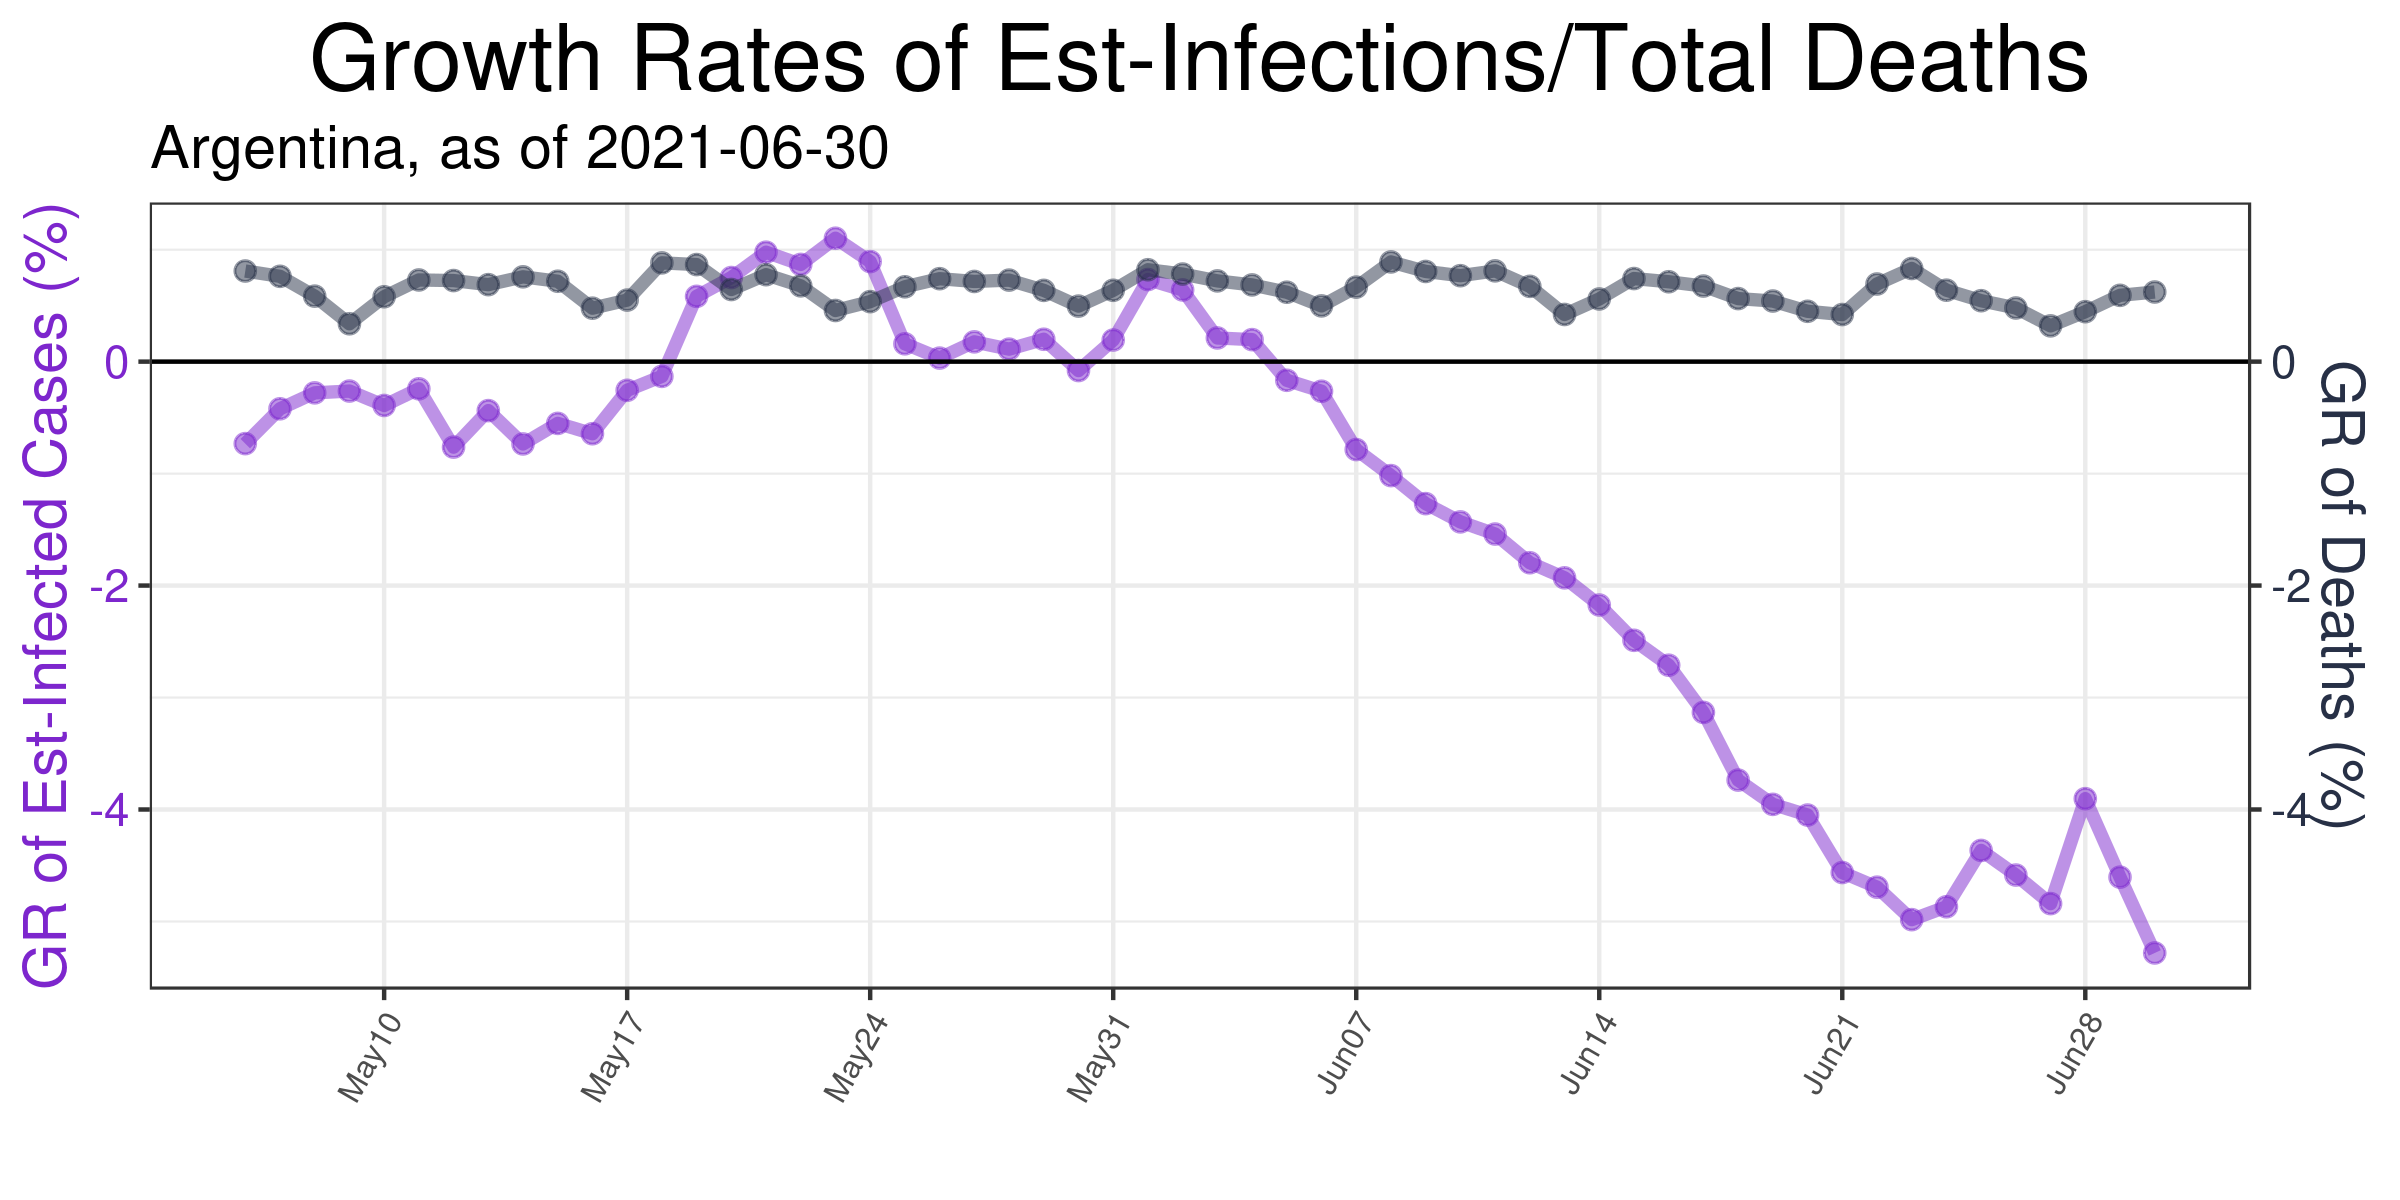 Growth Rates of Est-Infections/Total Deaths
Argentina, as of 2021-06-30
GR of Est-Infected Cases (%)
0
-2
-4
0
-2
-4
GR of Deaths (%)
May10
May17
May24
May31
Jun07
Jun14
Jun21
Jun28